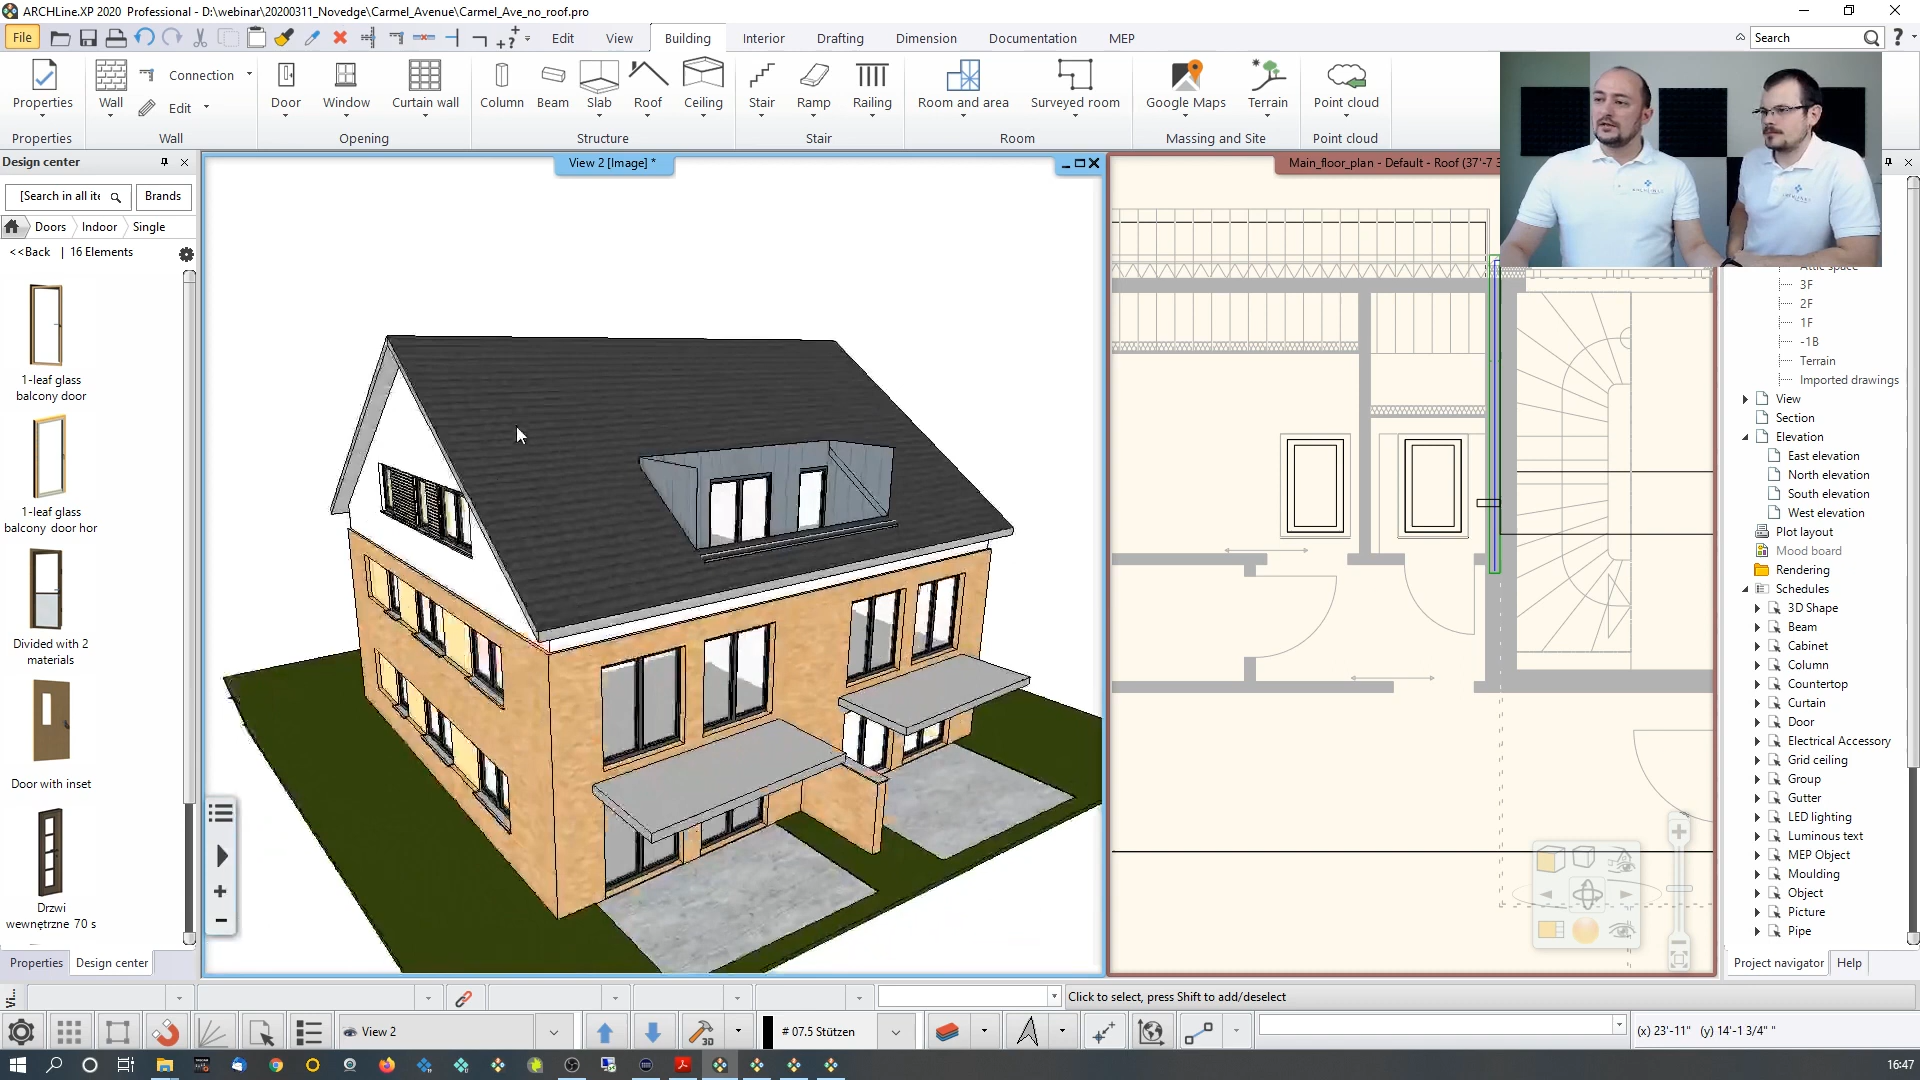 ARCHLine.XP 2020 Professional - D:\webinar\20200311_Novedge\Carmel_Avenue\Carmel_Ave_no_roof.pro
File
Edit
View
Building
Interior
Drafting
Dimension
Documentation
MEP
Search
Properties
Wall
Connection
Edit
Door
Window
Curtain wall
Column
Beam
Slab
Roof
Ceiling
Stair
Ramp
Railing
Room and area
Surveyed room
Google Maps
Terrain
Point cloud
Properties
Wall
Opening
Structure
Stair
Room
Massing and Site
Point cloud
Design center
[Search in all ite
Brands
Doors
Indoor
Single
<<Back | 16 Elements
1-leaf glass
balcony door
1-leaf glass
balcony door hor
Divided with 2
materials
Door with inset
Drzwi
wewnętrzne 70 s
Properties
Design center
View 2 [Image] *
Main_floor_plan - Default - Roof (37'-7 3
Attic space
3F
2F
1F
-1B
Terrain
Imported drawings
View
Section
Elevation
East elevation
North elevation
South elevation
West elevation
Plot layout
Mood board
Rendering
Schedules
3D Shape
Beam
Cabinet
Column
Countertop
Curtain
Door
Electrical Accessory
Grid ceiling
Group
Gutter
LED lighting
Luminous text
MEP Object
Moulding
Object
Picture
Pipe
Project navigator
Help
Vi...
Click to select, press Shift to add/deselect
View 2
3D
# 07.5 Stützen
(x) 23'-11" (y) 14'-1 3/4" "
16:47